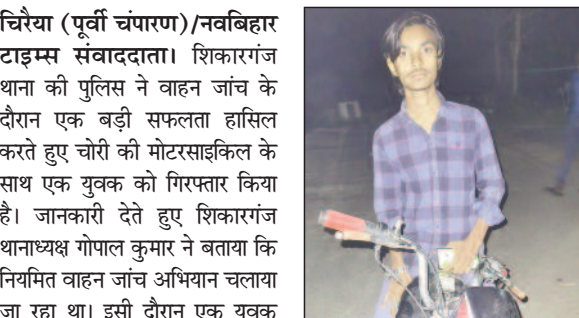 चिरैया (पूर्वी चंपारण)/नवबिहार
टाइम्स संवाददाता। शिकारगंज
थाना की पुलिस ने वाहन जांच के
दौरान एक बड़ी सफलता हासिल
करते हुए चोरी की मोटरसाइकिल के
साथ एक युवक को गिरफ्तार किया
है। जानकारी देते हुए शिकारगंज
थानाध्यक्ष गोपाल कुमार ने बताया कि
नियमित वाहन जांच अभियान चलाया
जा रहा था। इसी दौरान एक युवक